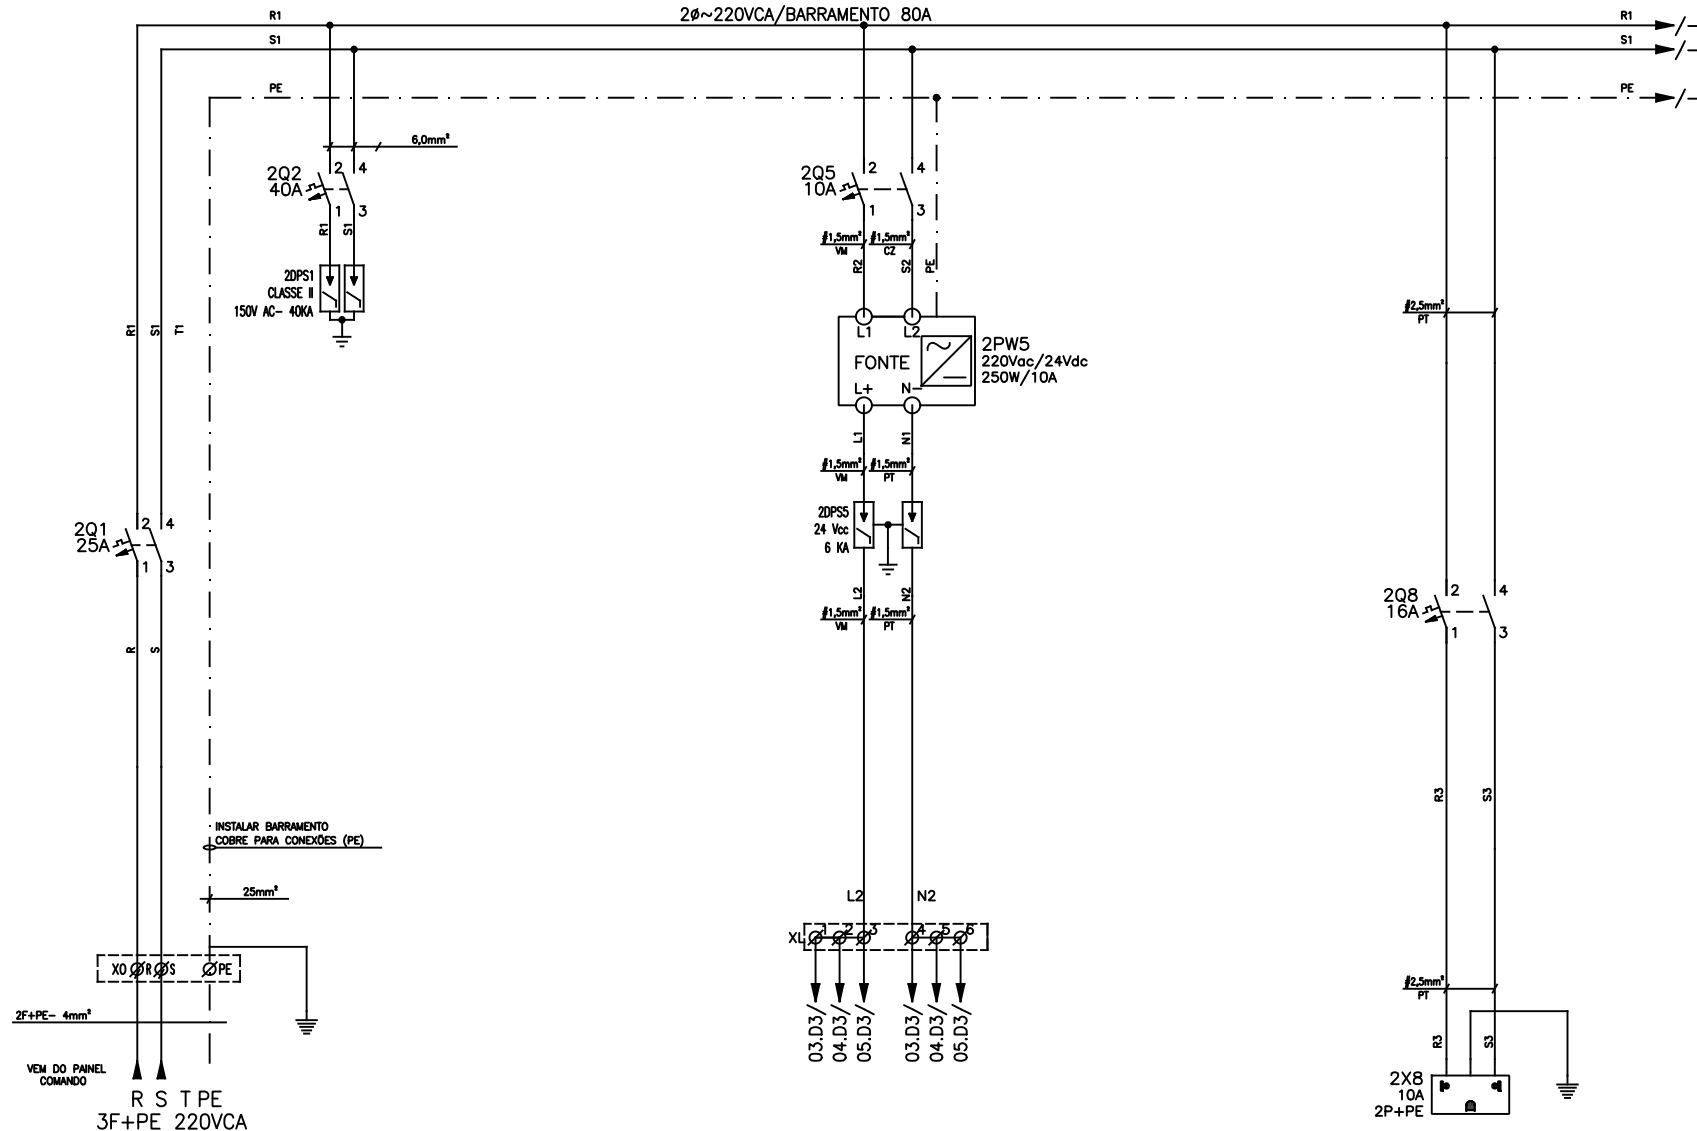 R1
2ø~220VCA/BARRAMENTO 80A
R1
S1
S1
PE
PE
6,0mm²
2Q2
40A
2 4
1 3
R1 S1
2DPS1
CLASSE II
150V AC- 40KA
R1 S1 T1
2Q1
25A
2 4
1 3
R S
INSTALAR BARRAMENTO
COBRE PARA CONEXÕES (PE)
25mm²
XO R S PE
2F+PE- 4mm²
VEM DO PAINEL
COMANDO
R S T PE
3F+PE 220VCA
2Q5
10A
2 4
1 3
#1,5mm² #1,5mm²
VM CZ
R2 S2 PE
L1 L2
FONTE
L+ N-
2PW5
220Vac/24Vdc
250W/10A
L1 N1
#1,5mm² #1,5mm²
VM PT
2DPS5
24 Vcc
6 KA
L2 N2
#1,5mm² #1,5mm²
VM PT
L2 N2
XL 1 2 3 4 5 6
03.D3/ 04.D3/ 05.D3/ 03.D3/ 04.D3/ 05.D3/
#2,5mm²
PT
2Q8
16A
2 4
1 3
R3 S3
#2,5mm²
PT
R3 S3
2X8
10A
2P+PE